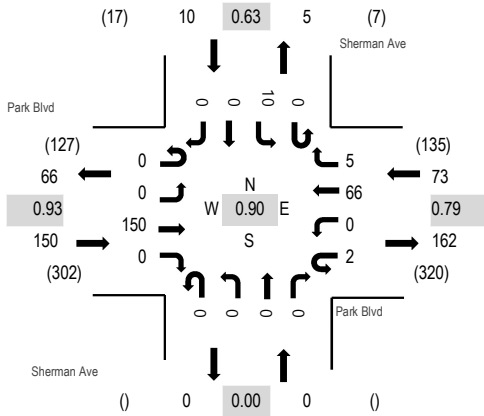 (17) 10 0.63 5 (7)
Sherman Ave
Park Blvd
0 0 10 0
(127) (135)
66 0 5 73
0 N 66
0.93 W 0.90 E 0.79
150 0
150 S 162
0 2
(302) (320)
0 0 0 0
Park Blvd
Sherman Ave
() 0 0.00 0 ()